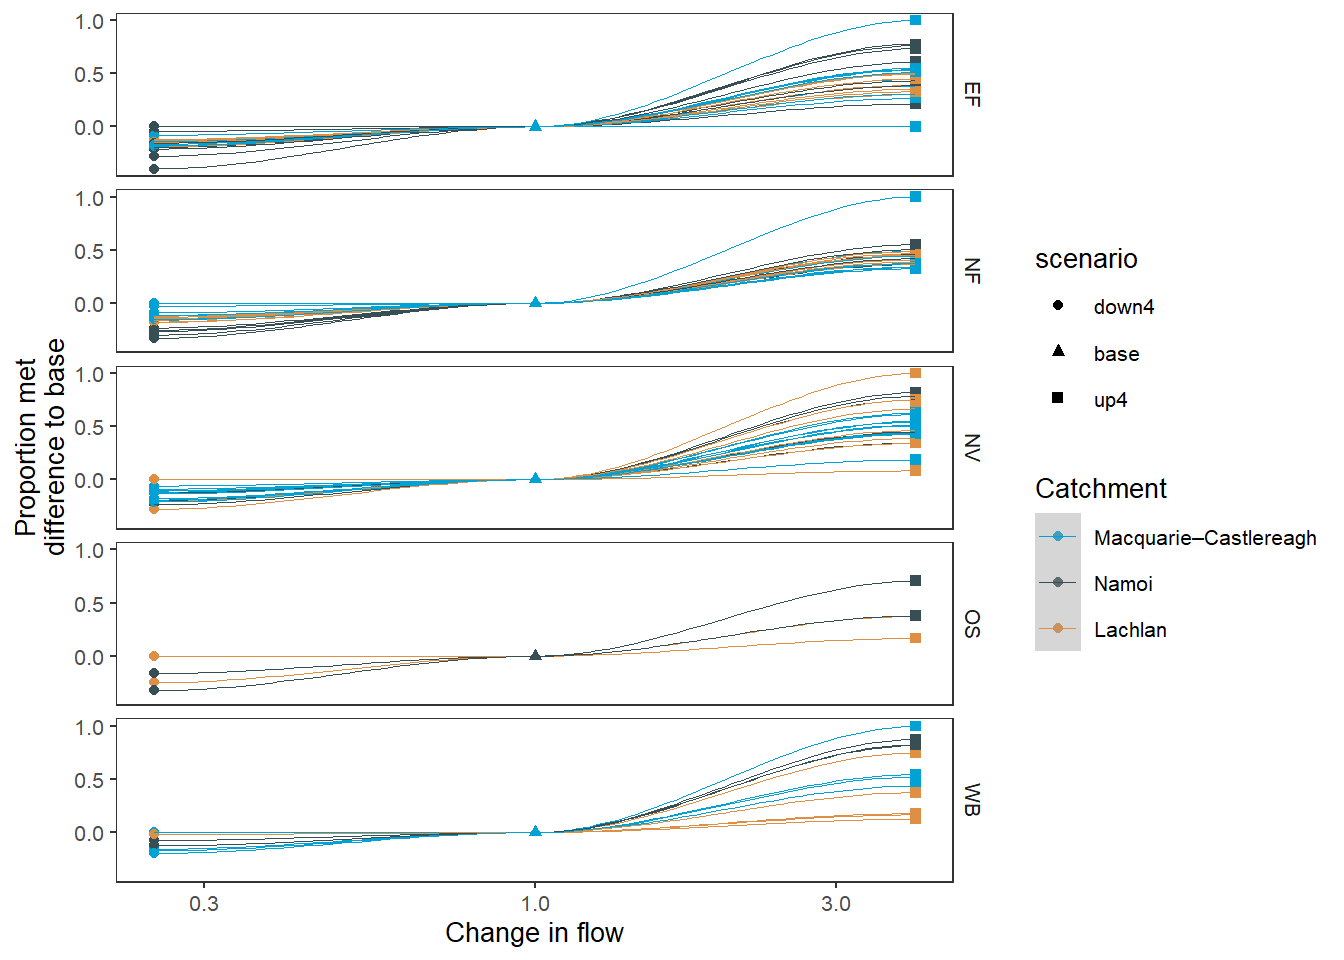 1.0
0.5
0.0
EF
1.0
0.5
0.0
NF
1.0
0.5
0.0
NV
1.0
0.5
0.0
OS
1.0
0.5
0.0
WB
0.3
1.0
3.0
Change in flow
Proportion met
difference to base
scenario
down4
base
up4
Catchment
Macquarie–Castlereagh
Namoi
Lachlan